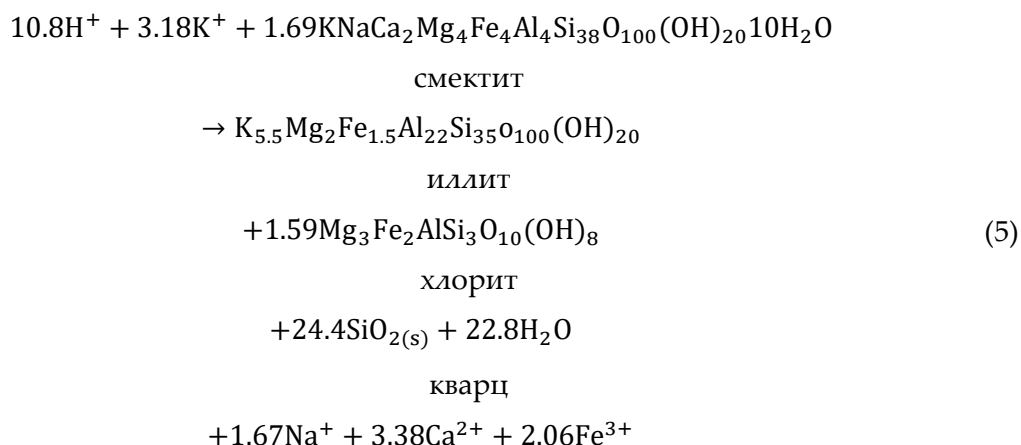 10.8H⁺ + 3.18K⁺ + 1.69KNaCa₂Mg₄Fe₄Al₄Si₃₈O₁₀₀(OH)₂₀10H₂O
смектит
→ K₅.₅Mg₂Fe₁.₅Al₂₂Si₃₅o₁₀₀(OH)₂₀
иллит
+1.59Mg₃Fe₂AlSi₃O₁₀(OH)₈ (5)
хлорит
+24.4SiO₂₍ₛ₎ + 22.8H₂O
кварц
+1.67Na⁺ + 3.38Ca²⁺ + 2.06Fe³⁺